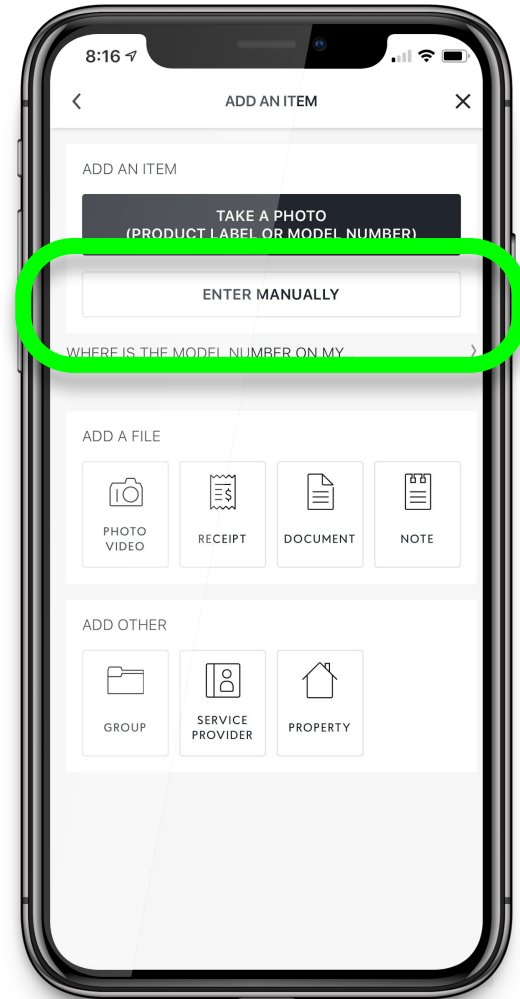 8:16
ADD AN ITEM
ADD AN ITEM
TAKE A PHOTO
(PRODUCT LABEL OR MODEL NUMBER)
ENTER MANUALLY
WHERE IS THE MODEL NUMBER ON MY...
ADD A FILE
PHOTO
VIDEO
RECEIPT
DOCUMENT
NOTE
ADD OTHER
GROUP
SERVICE
PROVIDER
PROPERTY